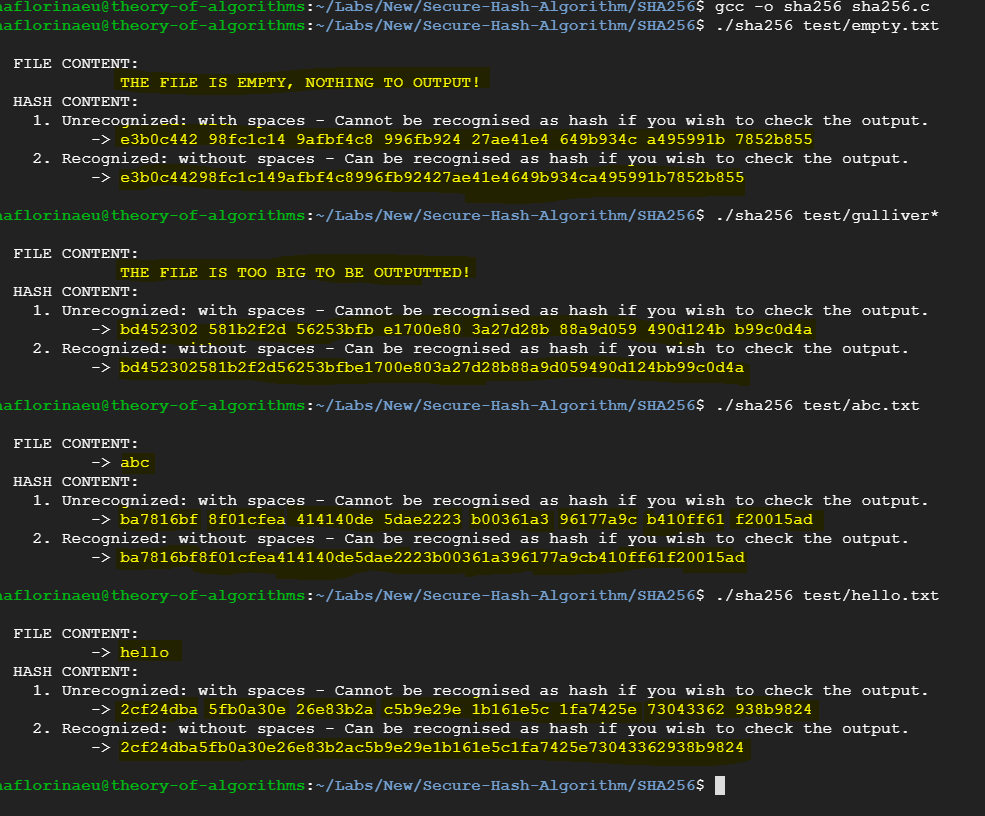 aflorinaeu@theory-of-algorithms:~/Labs/New/Secure-Hash-Algorithm/SHA256$ gcc -o sha256 sha256.c
aflorinaeu@theory-of-algorithms:~/Labs/New/Secure-Hash-Algorithm/SHA256$ ./sha256 test/empty.txt
FILE CONTENT:
THE FILE IS EMPTY, NOTHING TO OUTPUT!
HASH CONTENT:
1. Unrecognized: with spaces - Cannot be recognised as hash if you wish to check the output.
-> e3b0c442 98fc1c14 9afbf4c8 996fb924 27ae41e4 649b934c a495991b 7852b855
2. Recognized: without spaces - Can be recognised as hash if you wish to check the output.
-> e3b0c44298fc1c149afbf4c8996fb92427ae41e4649b934ca495991b7852b855
aflorinaeu@theory-of-algorithms:~/Labs/New/Secure-Hash-Algorithm/SHA256$ ./sha256 test/gulliver*
FILE CONTENT:
THE FILE IS TOO BIG TO BE OUTPUTTED!
HASH CONTENT:
1. Unrecognized: with spaces - Cannot be recognised as hash if you wish to check the output.
-> bd452302 581b2f2d 56253bfb e1700e80 3a27d28b 88a9d059 490d124b b99c0d4a
2. Recognized: without spaces - Can be recognised as hash if you wish to check the output.
-> bd452302581b2f2d56253bfbe1700e803a27d28b88a9d059490d124bb99c0d4a
aflorinaeu@theory-of-algorithms:~/Labs/New/Secure-Hash-Algorithm/SHA256$ ./sha256 test/abc.txt
FILE CONTENT:
-> abc
HASH CONTENT:
1. Unrecognized: with spaces - Cannot be recognised as hash if you wish to check the output.
-> ba7816bf 8f01cfea 414140de 5dae2223 b00361a3 96177a9c b410ff61 f20015ad
2. Recognized: without spaces - Can be recognised as hash if you wish to check the output.
-> ba7816bf8f01cfea414140de5dae2223b00361a396177a9cb410ff61f20015ad
aflorinaeu@theory-of-algorithms:~/Labs/New/Secure-Hash-Algorithm/SHA256$ ./sha256 test/hello.txt
FILE CONTENT:
-> hello
HASH CONTENT:
1. Unrecognized: with spaces - Cannot be recognised as hash if you wish to check the output.
-> 2cf24dba 5fb0a30e 26e83b2a c5b9e29e 1b161e5c 1fa7425e 73043362 938b9824
2. Recognized: without spaces - Can be recognised as hash if you wish to check the output.
-> 2cf24dba5fb0a30e26e83b2ac5b9e29e1b161e5c1fa7425e73043362938b9824
aflorinaeu@theory-of-algorithms:~/Labs/New/Secure-Hash-Algorithm/SHA256$